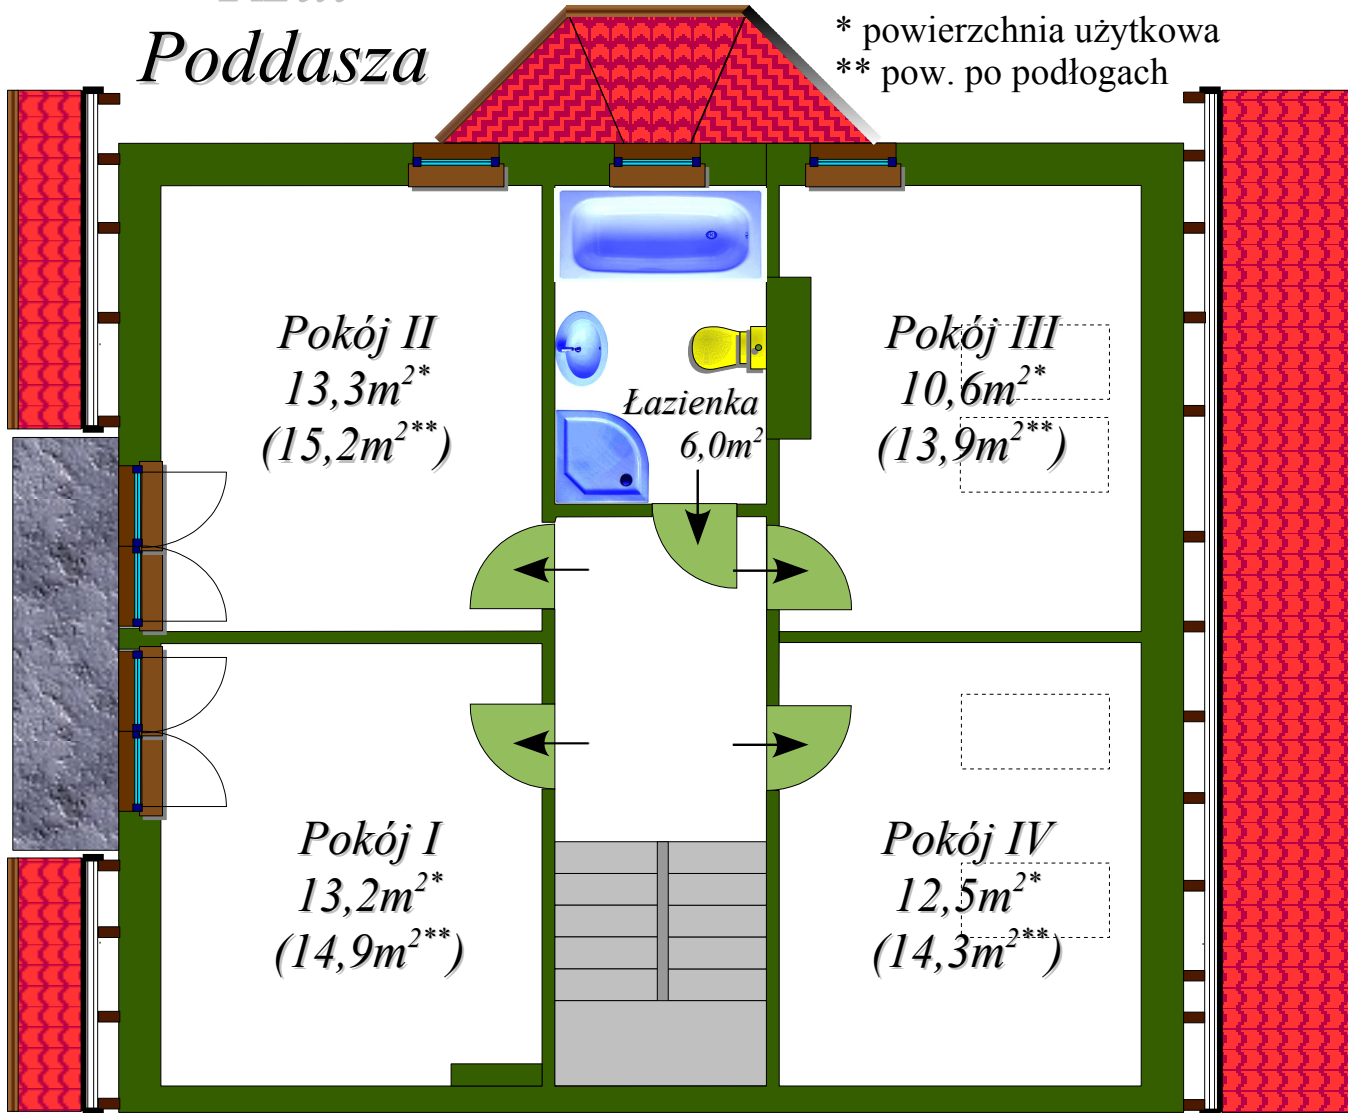 Poddasza
* powierzchnia użytkowa
** pow. po podłogach
Pokój II
13,3m²*
(15,2m²**)
Łazienka
6,0m²
Pokój III
10,6m²*
(13,9m²**)
Pokój I
13,2m²*
(14,9m²**)
Pokój IV
12,5m²*
(14,3m²**)